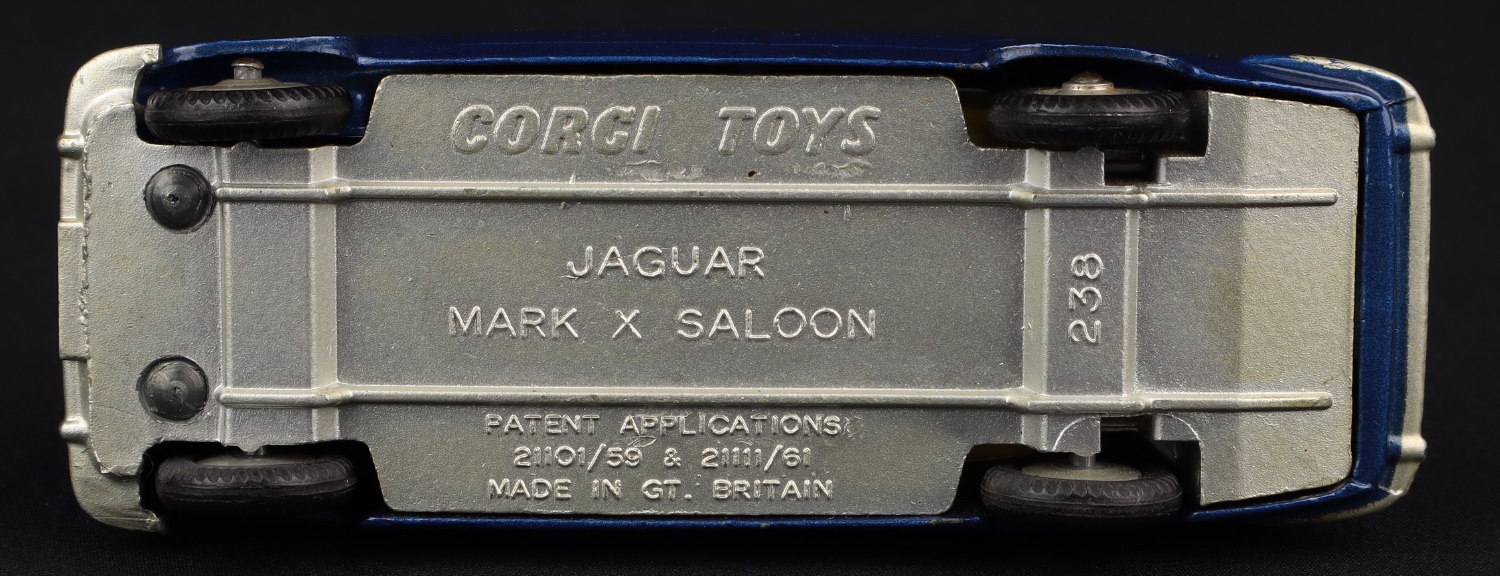 CORGI TOYS
JAGUAR
MARK X SALOON
238
PATENT APPLICATIONS
21101/59 & 21111/61
MADE IN GT. BRITAIN